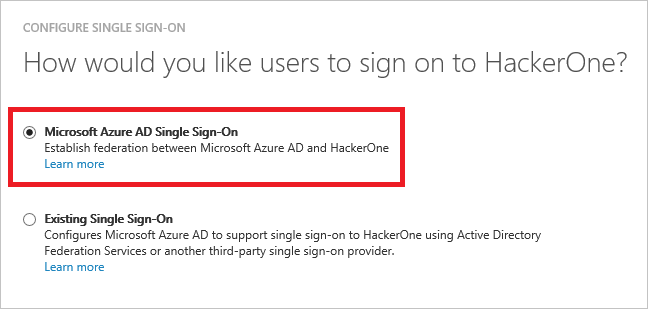 CONFIGURE SINGLE SIGN-ON
How would you like users to sign on to HackerOne?
Microsoft Azure AD Single Sign-On
Establish federation between Microsoft Azure AD and HackerOne
Learn more
Existing Single Sign-On
Configures Microsoft Azure AD to support single sign-on to HackerOne using Active Directory
Federation Services or another third-party single sign-on provider.
Learn more